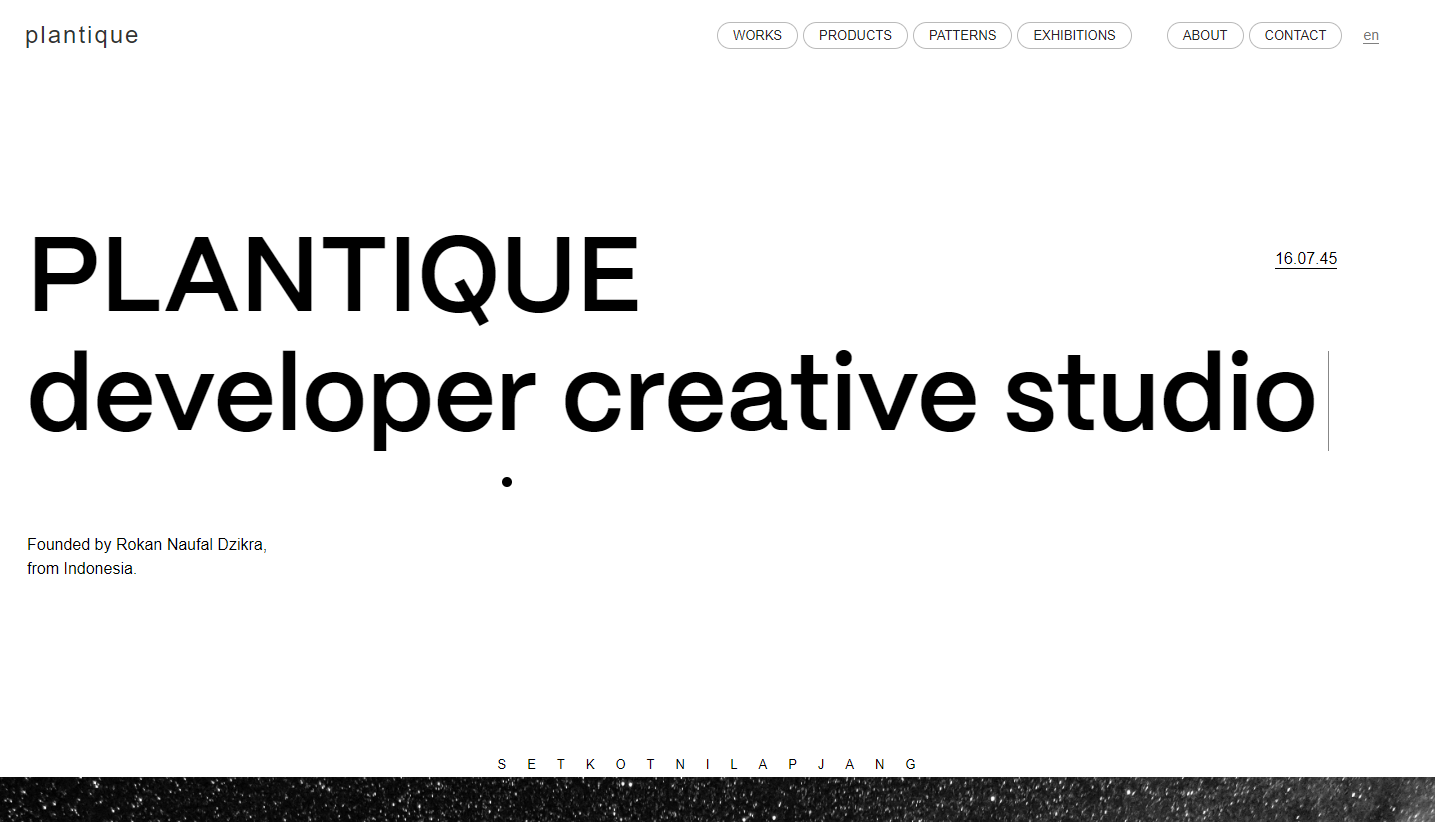 plantique
WORKS PRODUCTS PATTERNS EXHIBITIONS ABOUT CONTACT en
PLANTIQUE
16.07.45
developer creative studio
Founded by Rokan Naufal Dzikra,
from Indonesia.
S E T K O T N I L A P J A N G